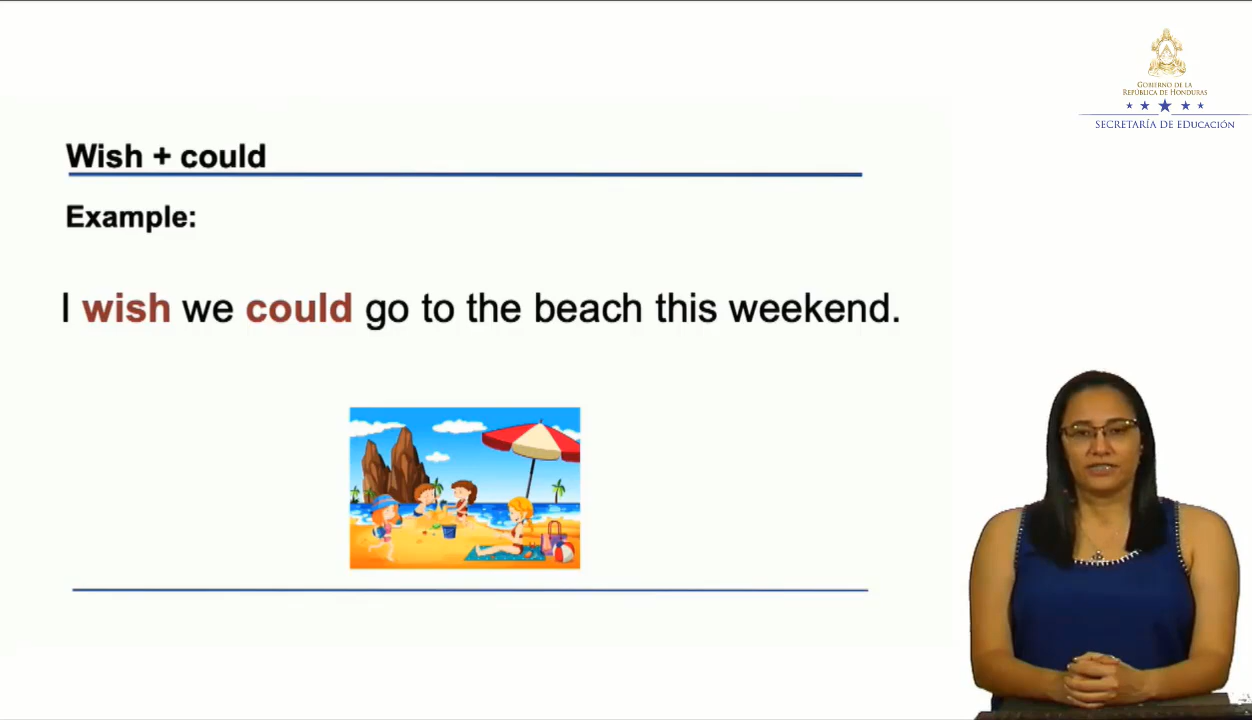 GOBIERNO DE LA
REPÚBLICA DE HONDURAS
SECRETARÍA DE EDUCACIÓN
Wish + could
Example:
I wish we could go to the beach this weekend.